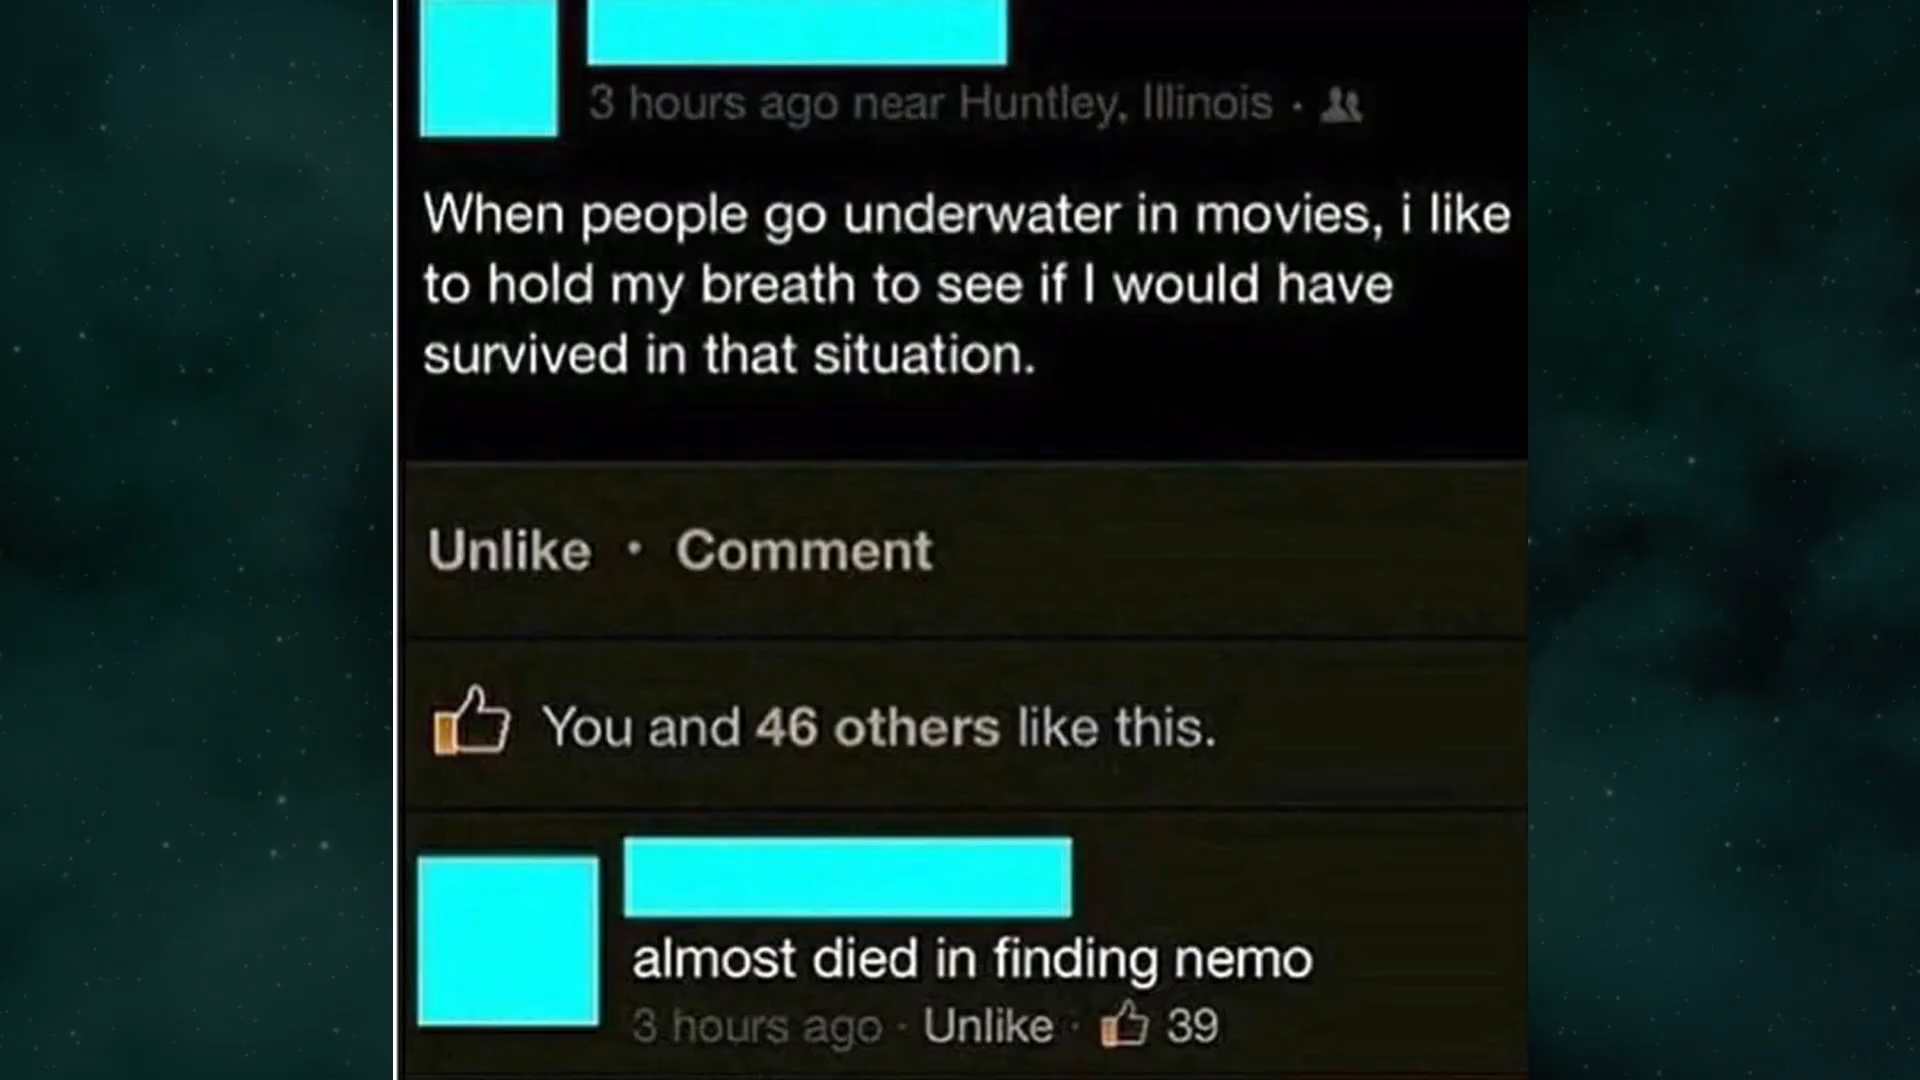 3 hours ago near Huntley, Illinois ·
When people go underwater in movies, i like
to hold my breath to see if I would have
survived in that situation.
Unlike · Comment
You and 46 others like this.
almost died in finding nemo
3 hours ago · Unlike · 39